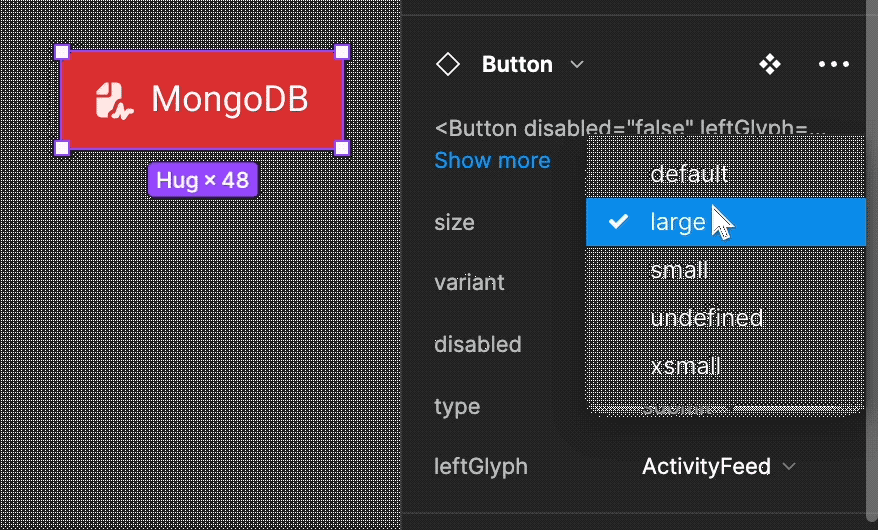 MongoDB
Hug × 48
Button
<Button disabled="false" leftGlyph=...
Show more
size
default
large
small
undefined
xsmall
variant
disabled
type
leftGlyph
ActivityFeed